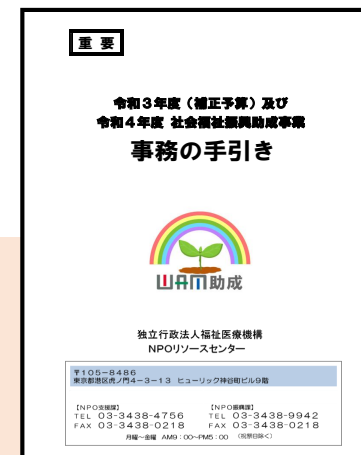 重 要
令和３年度（補正予算）及び
令和４年度 社会福祉振興助成事業
事務の手引き
WAM助成
独立行政法人福祉医療機構
NPOリソースセンター
〒１０５－８４８６
東京都港区虎ノ門４－３－１３ ヒューリック神谷町ビル９階
【NPO支援課】 【NPO振興課】
TEL 03-3438-4756 TEL 03-3438-9942
FAX 03-3438-0218 FAX 03-3438-0218
月曜～金曜 AM9：00～PM5：00 （祝祭日除く）